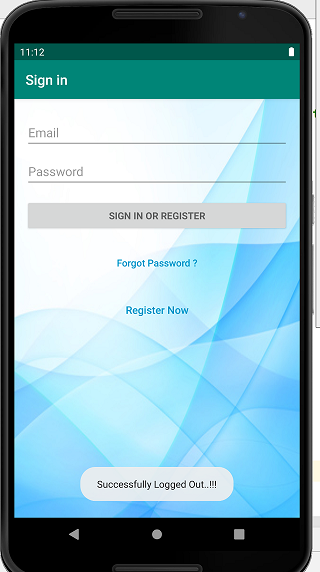 11:12
Sign in
Email
Password
SIGN IN OR REGISTER
Forgot Password ?
Register Now
Successfully Logged Out..!!!